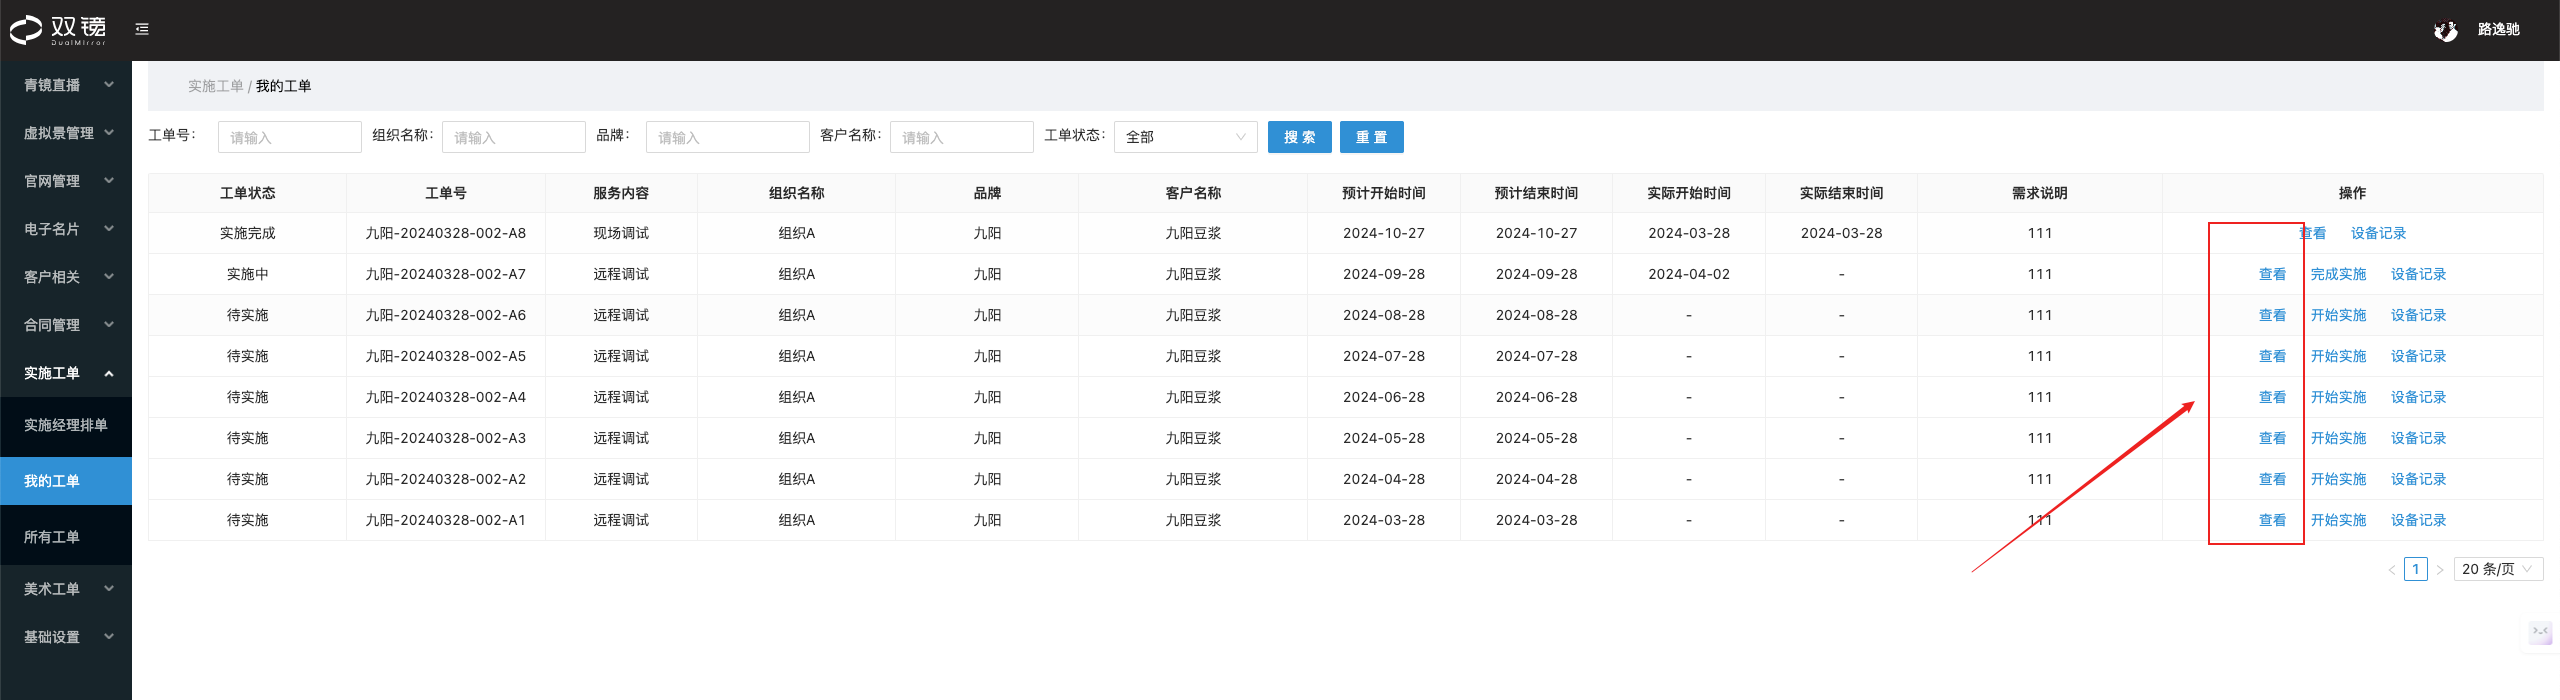 双镜
DualMirror
路逸驰
青镜直播
虚拟景管理
官网管理
电子名片
客户相关
合同管理
实施工单
实施经理排单
我的工单
所有工单
美术工单
基础设置
实施工单 / 我的工单
工单号： 请输入 组织名称： 请输入 品牌： 请输入 客户名称： 请输入 工单状态： 全部 搜 索 重 置
工单状态 工单号 服务内容 组织名称 品牌 客户名称 预计开始时间 预计结束时间 实际开始时间 实际结束时间 需求说明 操作
实施完成 九阳-20240328-002-A8 现场调试 组织A 九阳 九阳豆浆 2024-10-27 2024-10-27 2024-03-28 2024-03-28 111 查看 设备记录
实施中 九阳-20240328-002-A7 远程调试 组织A 九阳 九阳豆浆 2024-09-28 2024-09-28 2024-04-02 - 111 查看 完成实施 设备记录
待实施 九阳-20240328-002-A6 远程调试 组织A 九阳 九阳豆浆 2024-08-28 2024-08-28 - - 111 查看 开始实施 设备记录
待实施 九阳-20240328-002-A5 远程调试 组织A 九阳 九阳豆浆 2024-07-28 2024-07-28 - - 111 查看 开始实施 设备记录
待实施 九阳-20240328-002-A4 远程调试 组织A 九阳 九阳豆浆 2024-06-28 2024-06-28 - - 111 查看 开始实施 设备记录
待实施 九阳-20240328-002-A3 远程调试 组织A 九阳 九阳豆浆 2024-05-28 2024-05-28 - - 111 查看 开始实施 设备记录
待实施 九阳-20240328-002-A2 远程调试 组织A 九阳 九阳豆浆 2024-04-28 2024-04-28 - - 111 查看 开始实施 设备记录
待实施 九阳-20240328-002-A1 远程调试 组织A 九阳 九阳豆浆 2024-03-28 2024-03-28 - - 111 查看 开始实施 设备记录
< 1 > 20 条/页